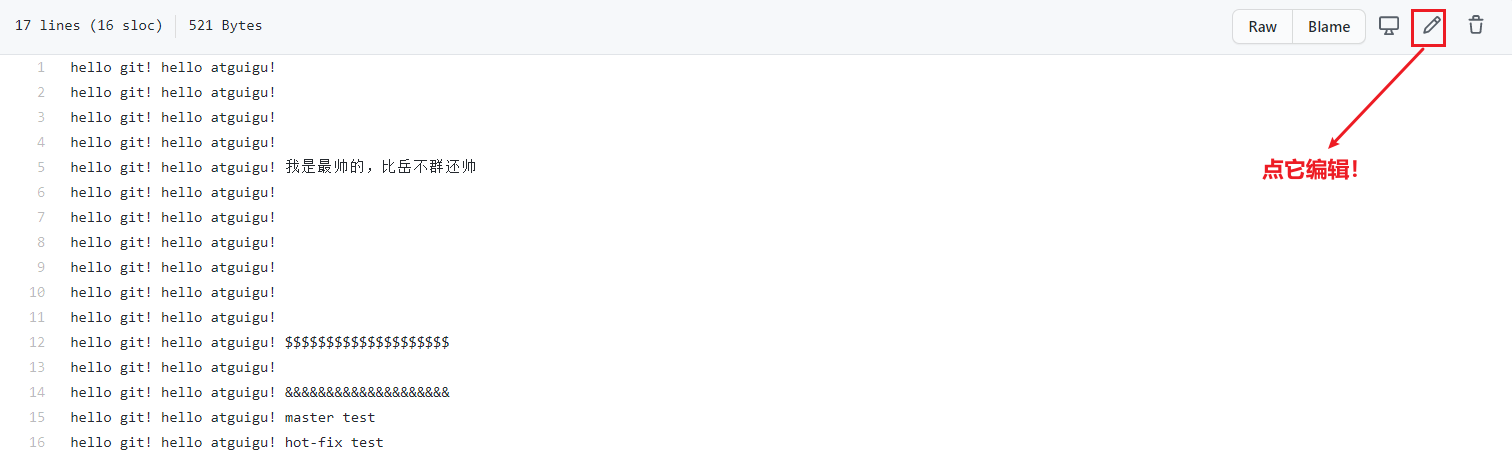 17 lines (16 sloc) 521 Bytes Raw Blame
1 hello git! hello atguigu!
2 hello git! hello atguigu!
3 hello git! hello atguigu!
4 hello git! hello atguigu!
5 hello git! hello atguigu! 我是最帅的，比岳不群还帅
点它编辑！
6 hello git! hello atguigu!
7 hello git! hello atguigu!
8 hello git! hello atguigu!
9 hello git! hello atguigu!
10 hello git! hello atguigu!
11 hello git! hello atguigu!
12 hello git! hello atguigu! $$$$$$$$$$$$$$$$$$$$
13 hello git! hello atguigu!
14 hello git! hello atguigu! &&&&&&&&&&&&&&&&&&&&
15 hello git! hello atguigu! master test
16 hello git! hello atguigu! hot-fix test